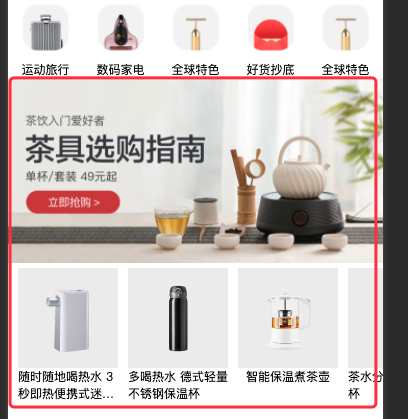 运动旅行
数码家电
全球特色
好货抄底
全球特色
茶饮入门爱好者
茶具选购指南
单杯/套装 49元起
立即抢购 >
随时随地喝热水 3
秒即热便携式迷...
多喝热水 德式轻量
不锈钢保温杯
智能保温煮茶壶
茶水分
杯